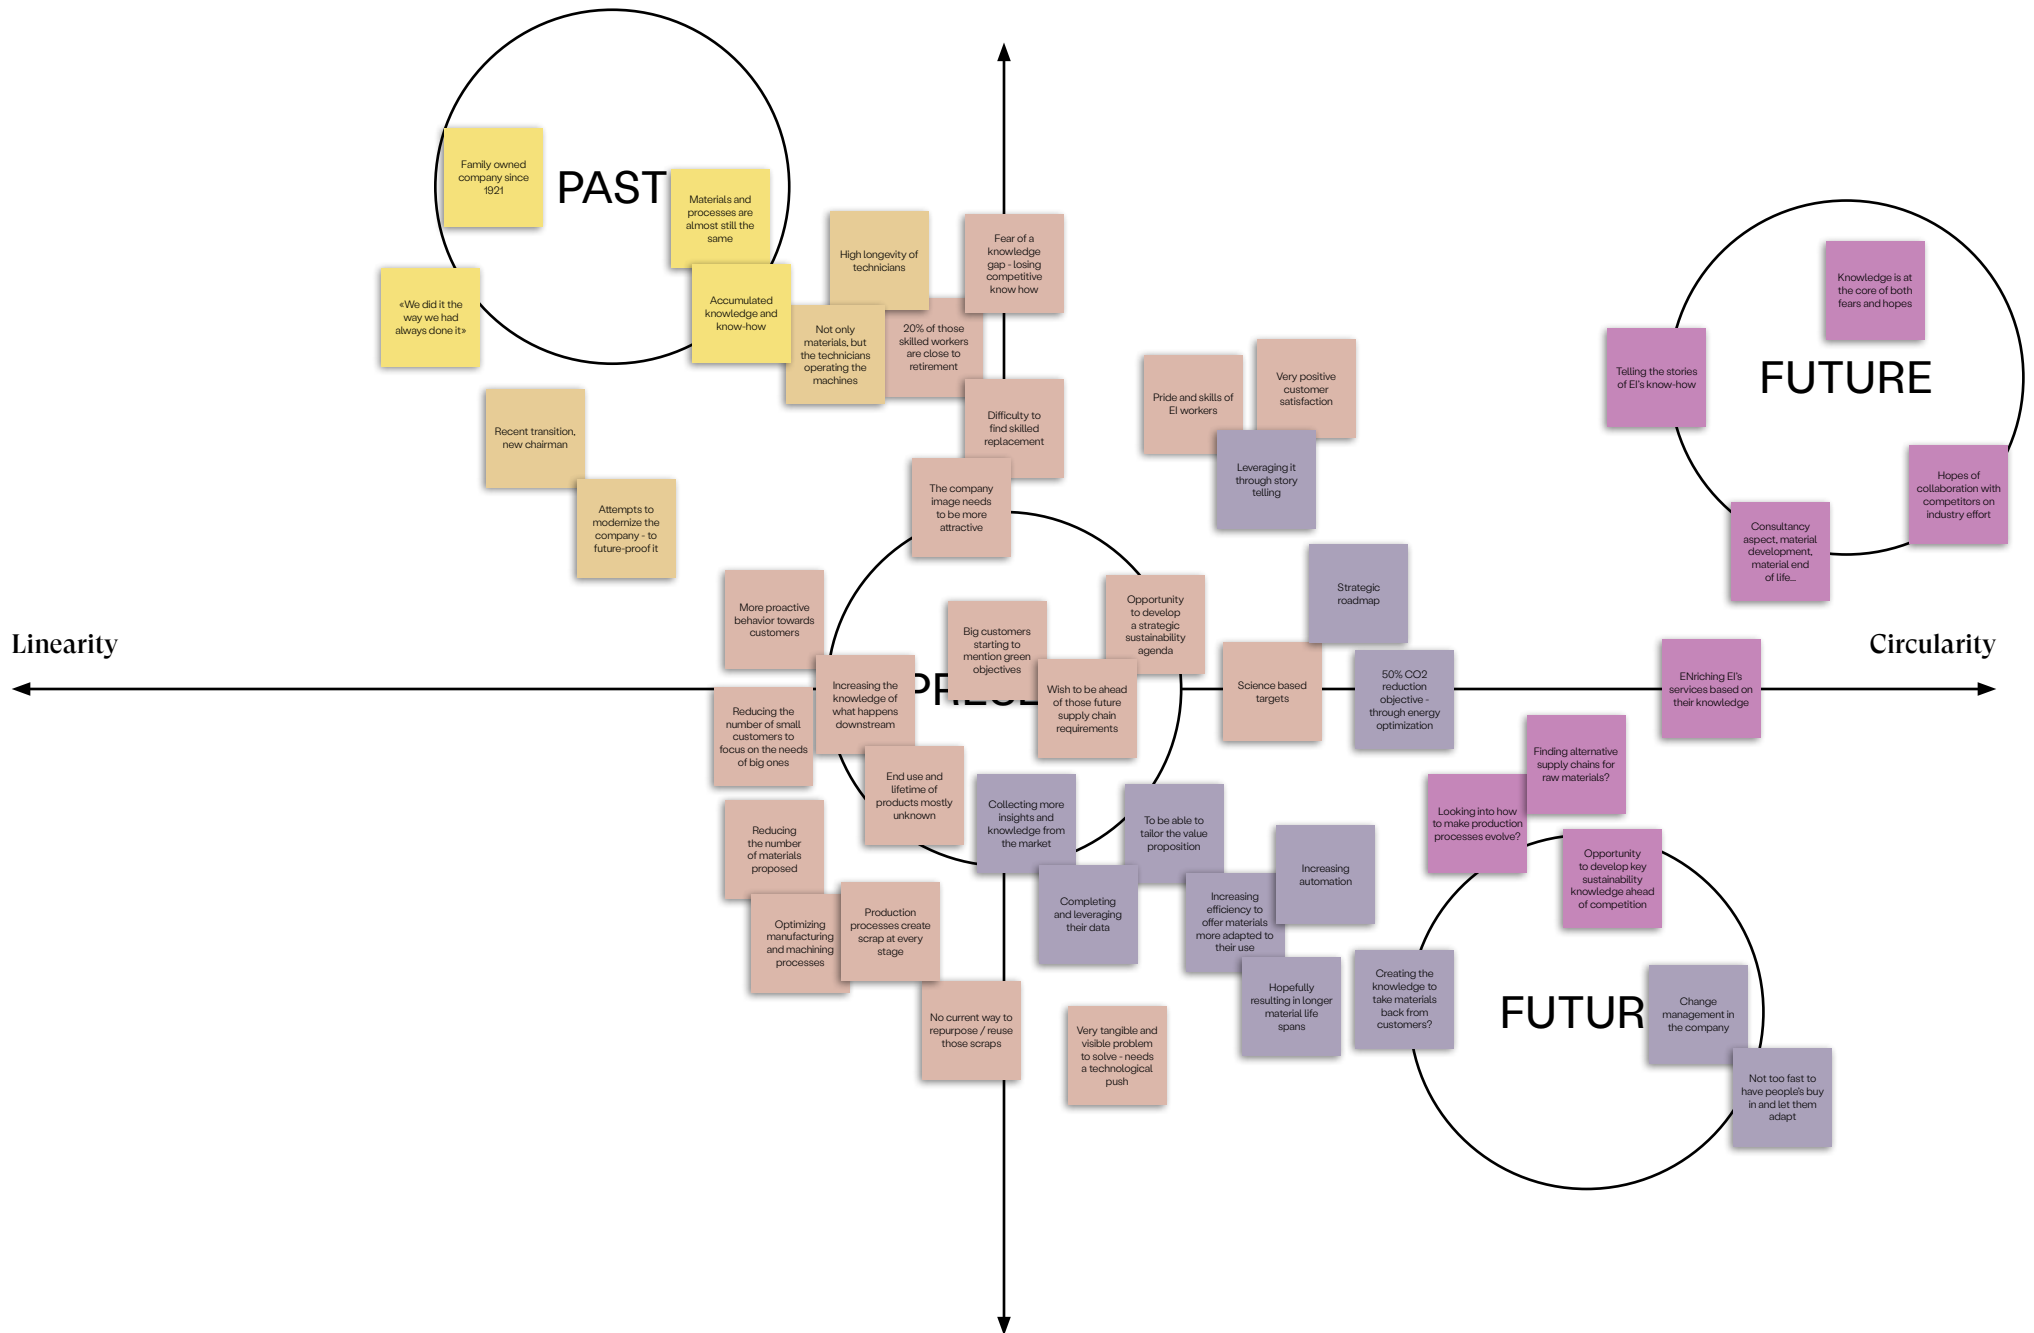 Family owned
company since
1921
PAST
Materials and
processes are
almost still the
same
«We did it the
way we had
always done it»
Accumulated
knowledge and
know-how
High longevity of
technicians
Not only
materials, but
the technicians
operating the
machines
20% of those
skilled workers
are close to
retirement
Fear of a
knowledge
gap - losing
competitive
know how
Difficulty to
find skilled
replacement
The company
image needs
to be more
attractive
Recent transition,
new chairman
Attempts to
modernize the
company - to
future-proof it
Pride and skills of
EI workers
Very positive
customer
satisfaction
Leveraging it
through story
telling
Knowledge is at
the core of both
fears and hopes
Telling the stories
of EI's know-how
FUTURE
Hopes of
collaboration with
competitors on
industry effort
Consultancy
aspect, material
development,
material end
of life...
Linearity
Circularity
More proactive
behavior towards
customers
Increasing the
knowledge of
what happens
downstream
Reducing the
number of small
customers to
focus on the needs
of big ones
End use and
lifetime of
products mostly
unknown
Big customers
starting to
mention green
objectives
Opportunity
to develop
a strategic
sustainability
agenda
Wish to be ahead
of those future
supply chain
requirements
Science based
targets
Strategic
roadmap
50% CO2
reduction
objective -
through energy
optimization
ENriching EI's
services based on
their knowledge
Finding alternative
supply chains for
raw materials?
Looking into how
to make production
processes evolve?
Opportunity
to develop key
sustainability
knowledge ahead
of competition
Reducing
the number
of materials
proposed
Optimizing
manufacturing
and machining
processes
Production
processes create
scrap at every
stage
No current way to
repurpose / reuse
those scraps
Very tangible and
visible problem
to solve - needs
a technological
push
Collecting more
insights and
knowledge from
the market
Completing
and leveraging
their data
To be able to
tailor the value
proposition
Increasing
efficiency to
offer materials
more adapted to
their use
Increasing
automation
Hopefully
resulting in longer
material life
spans
Creating the
knowledge to
take materials
back from
customers?
FUTUR
Change
management in
the company
Not too fast to
have people's buy
in and let them
adapt